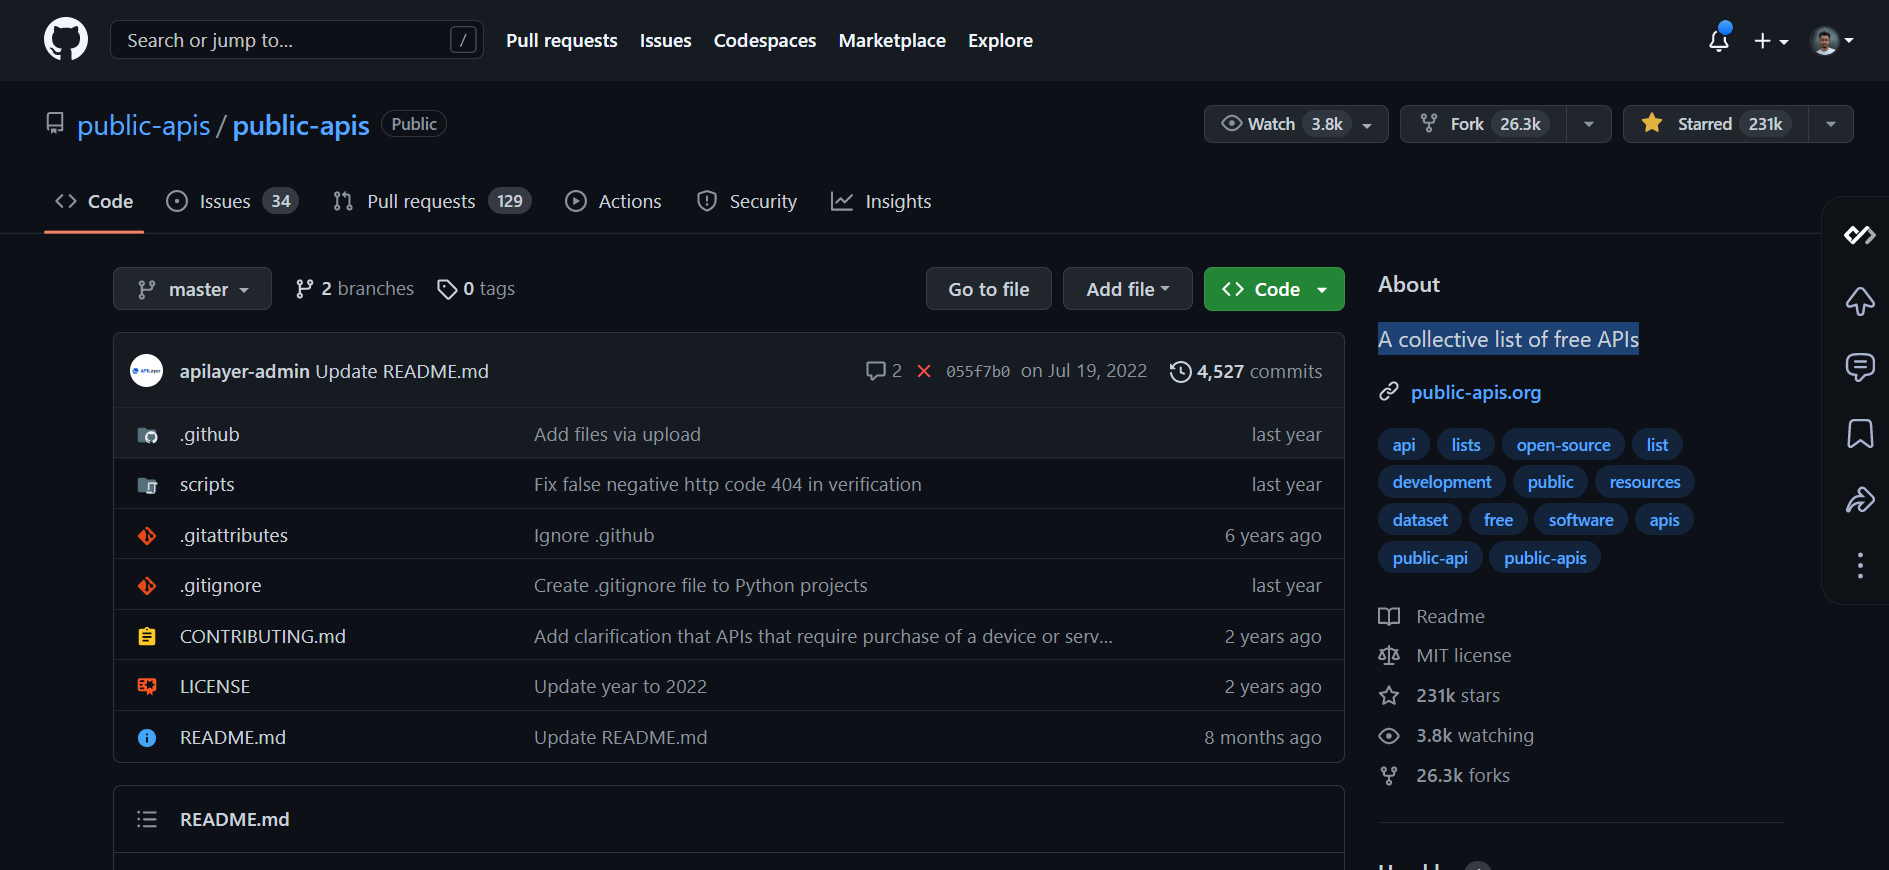 Search or jump to... /
Pull requests Issues Codespaces Marketplace Explore
public-apis / public-apis Public
Watch 3.8k
Fork 26.3k
Starred 231k
Code
Issues 34
Pull requests 129
Actions
Security
Insights
master
2 branches
0 tags
Go to file
Add file
Code
apilayer-admin Update README.md 2 055f7b0 on Jul 19, 2022 4,527 commits
.github Add files via upload last year
scripts Fix false negative http code 404 in verification last year
.gitattributes Ignore .github 6 years ago
.gitignore Create .gitignore file to Python projects last year
CONTRIBUTING.md Add clarification that APIs that require purchase of a device or serv... 2 years ago
LICENSE Update year to 2022 2 years ago
README.md Update README.md 8 months ago
README.md
About
A collective list of free APIs
public-apis.org
api lists open-source list
development public resources
dataset free software apis
public-api public-apis
Readme
MIT license
231k stars
3.8k watching
26.3k forks